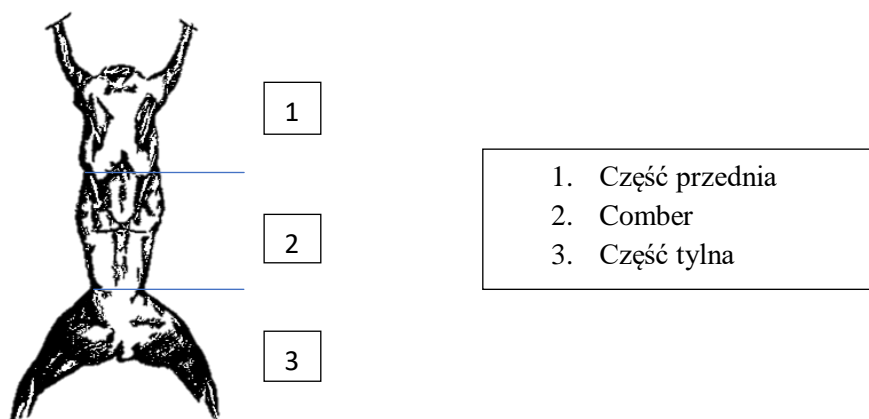 1
2
3
1. Część przednia
2. Comber
3. Część tylna